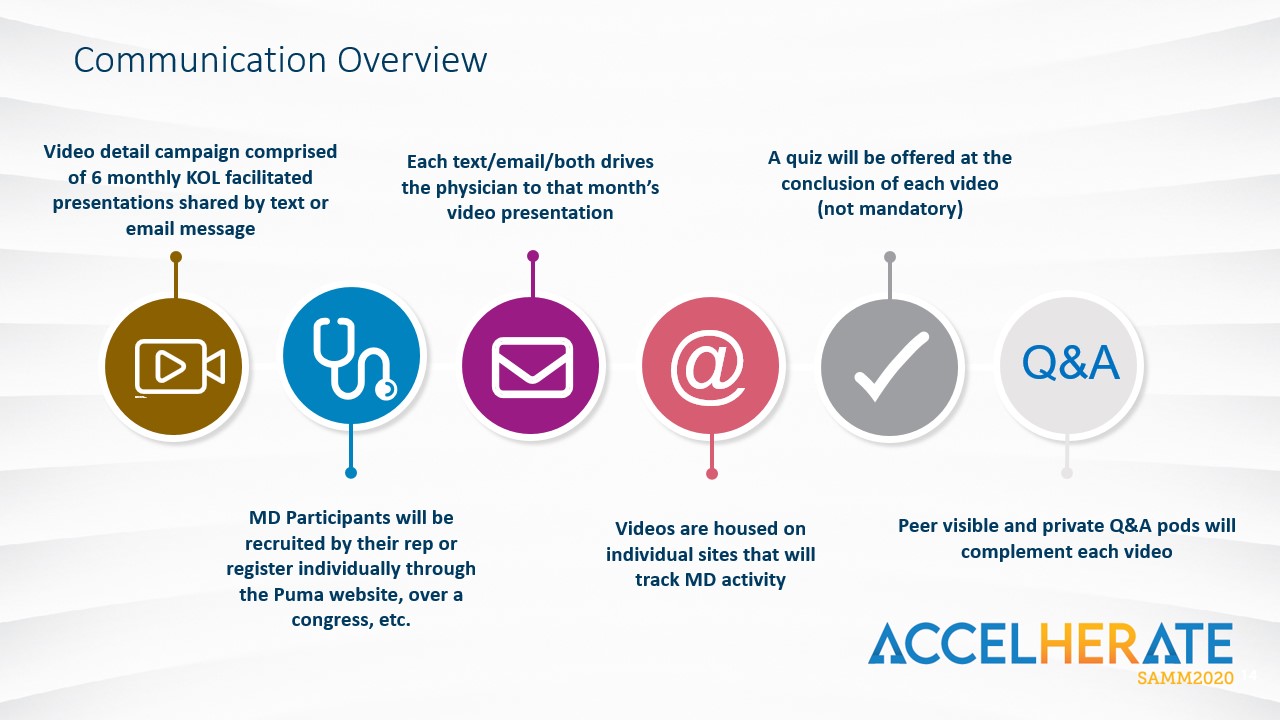 Communication Overview
Video detail campaign comprised
of 6 monthly KOL facilitated
presentations shared by text or
email message
Each text/email/both drives
the physician to that month’s
video presentation
A quiz will be offered at the
conclusion of each video
(not mandatory)
@
Q&A
MD Participants will be
recruited by their rep or
register individually through
the Puma website, over a
congress, etc.
Videos are housed on
individual sites that will
track MD activity
Peer visible and private Q&A pods will
complement each video
ACCELHERATE
SAMM2020
14